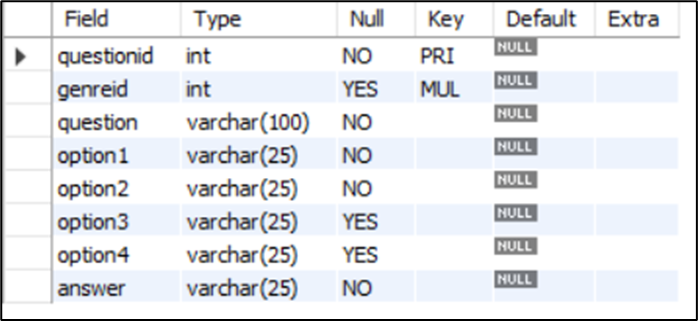 Field Type Null Key Default Extra
questionid int NO PRI NULL
genreid int YES MUL NULL
question varchar(100) NO NULL
option1 varchar(25) NO NULL
option2 varchar(25) NO NULL
option3 varchar(25) YES NULL
option4 varchar(25) YES NULL
answer varchar(25) NO NULL